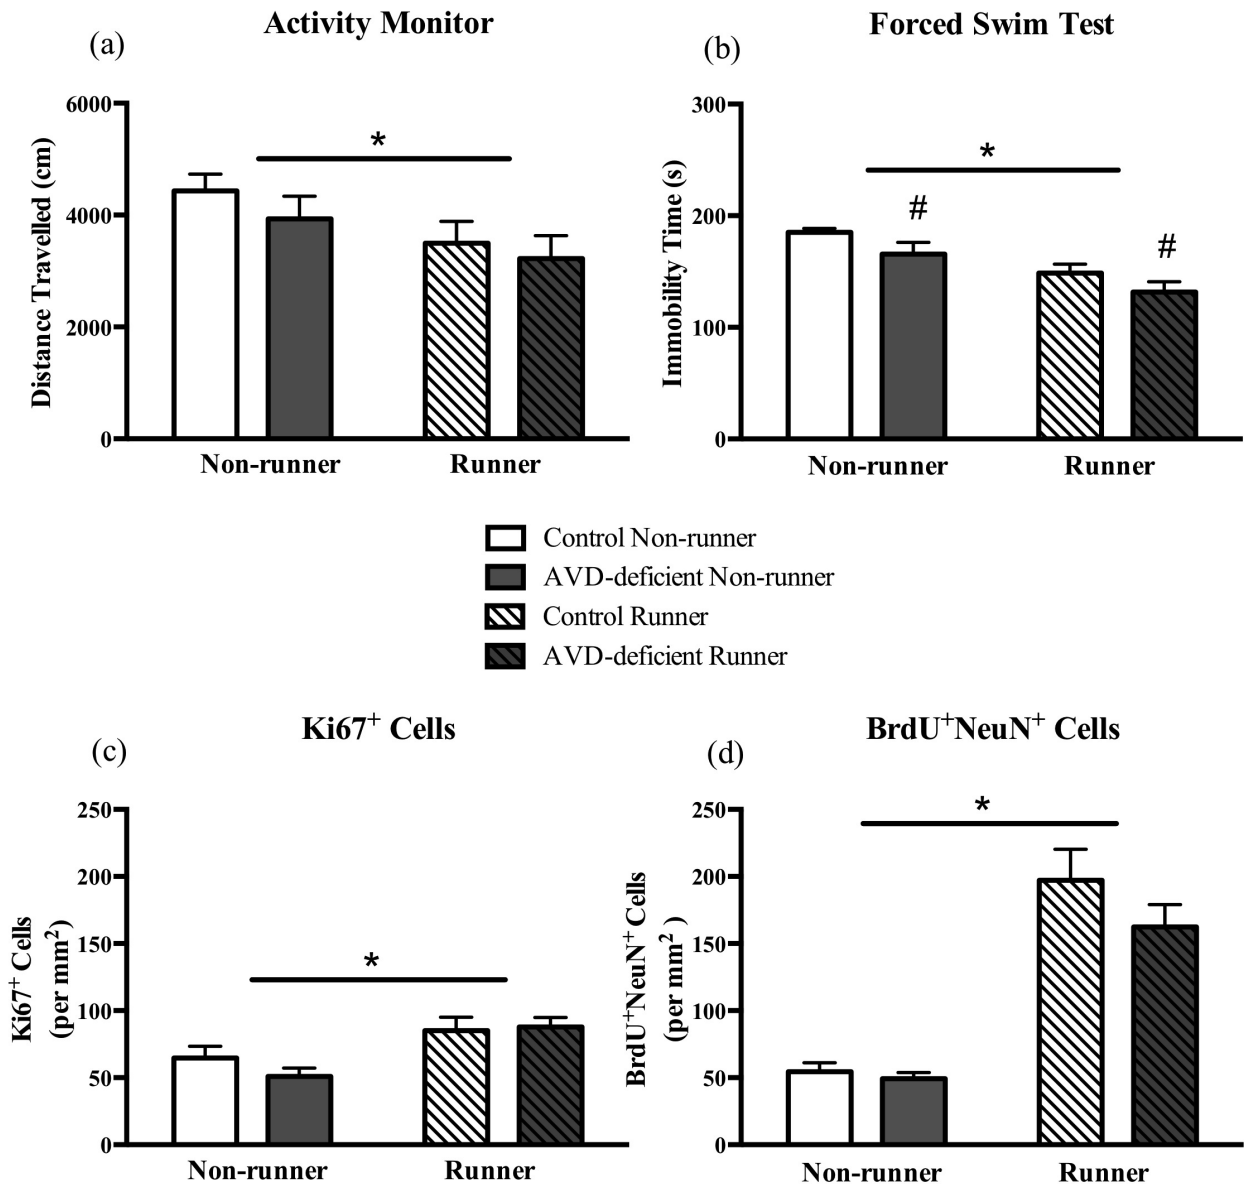 Activity Monitor
(a)
6000
4000
2000
0
Distance Travelled (cm)
*
Non-runner
Runner
Forced Swim Test
(b)
300
200
100
0
Immobility Time (s)
*
#
#
Non-runner
Runner
Control Non-runner
AVD-deficient Non-runner
Control Runner
AVD-deficient Runner
Ki67⁺ Cells
(c)
250
200
150
100
50
0
Ki67⁺ Cells
(per mm²)
*
Non-runner
Runner
BrdU⁺NeuN⁺ Cells
(d)
250
200
150
100
50
0
BrdU⁺NeuN⁺ Cells
(per mm² )
*
Non-runner
Runner